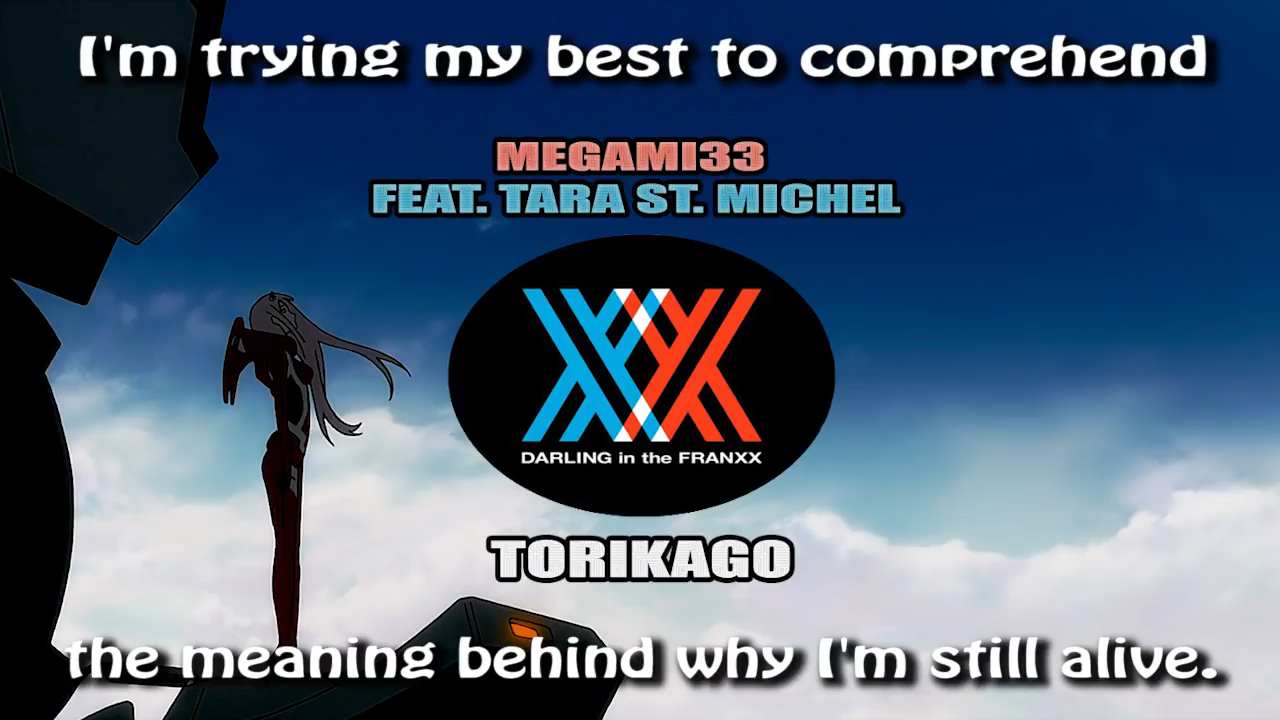 I'm trying my best to comprehend
MEGAMI33
FEAT. TARA ST. MICHEL
DARLING in the FRANXX
TORIKAGO
the meaning behind why I'm still alive.